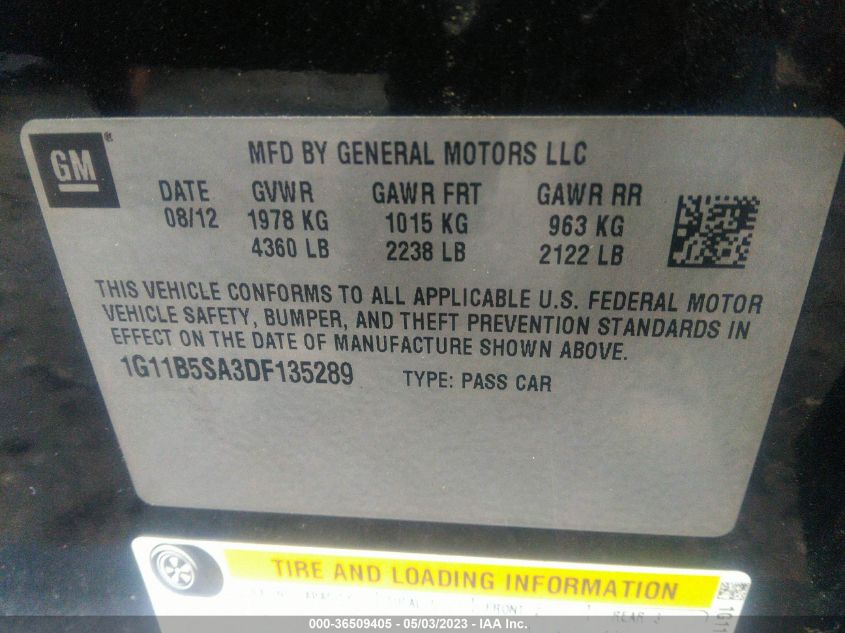 GM®
MFD BY GENERAL MOTORS LLC
DATE GVWR GAWR FRT GAWR RR
08/12 1978 KG 1015 KG 963 KG
4360 LB 2238 LB 2122 LB
THIS VEHICLE CONFORMS TO ALL APPLICABLE U.S. FEDERAL MOTOR
VEHICLE SAFETY, BUMPER, AND THEFT PREVENTION STANDARDS IN
EFFECT ON THE DATE OF MANUFACTURE SHOWN ABOVE.
1G11B5SA3DF135289 TYPE: PASS CAR
TIRE AND LOADING INFORMATION
FRONT REAR
1G11
000-36509405 - 05/03/2023 - IAA Inc.